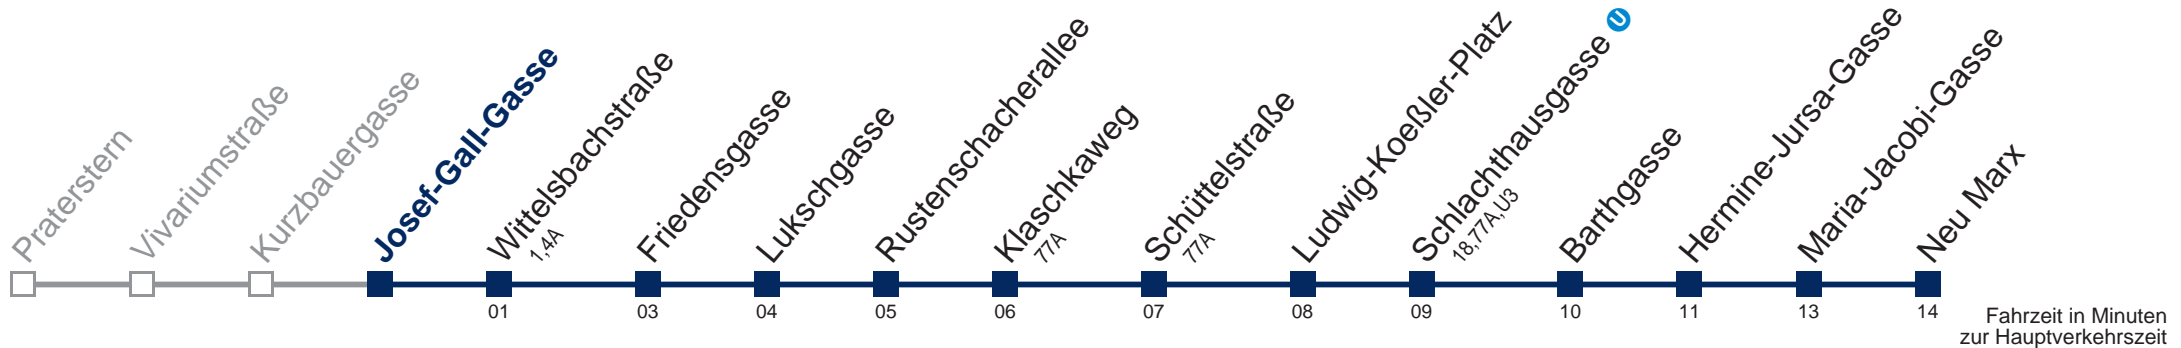 Praterstern
Vivariumstraße
Kurzbauergasse
Josef-Gall-Gasse
Wittelsbachstraße
1,4A
Friedensgasse
Lukschgasse
Rustenschacherallee
Klaschkaweg
77A
Schüttelstraße
77A
Ludwig-Koeßler-Platz
Schlachthausgasse U
18,77A,U3
Barthgasse
Hermine-Jursa-Gasse
Maria-Jacobi-Gasse
Neu Marx
01 03 04 05 06 07 08 09 10 11 13 14
Fahrzeit in Minuten
zur Hauptverkehrszeit